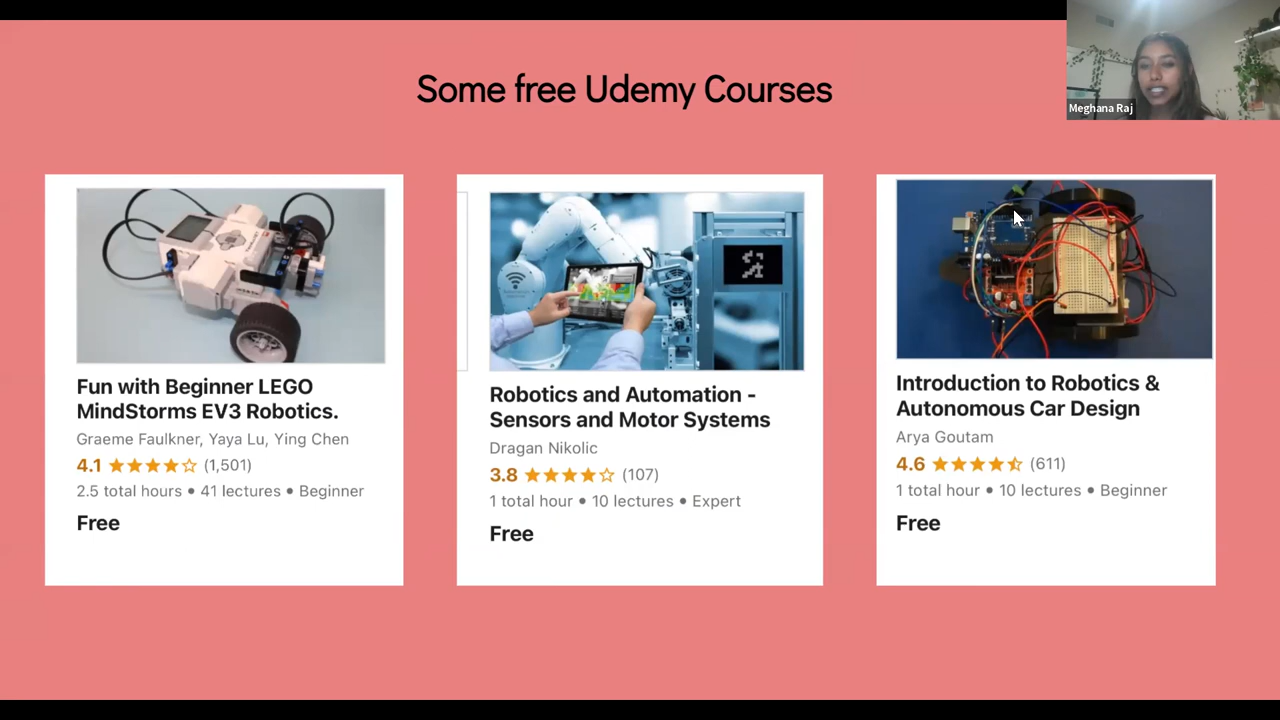 Some free Udemy Courses
Meghana Raj
Fun with Beginner LEGO
MindStorms EV3 Robotics.
Graeme Faulkner, Yaya Lu, Ying Chen
4.1 ★★★★☆ (1,501)
2.5 total hours • 41 lectures • Beginner
Free
Robotics and Automation -
Sensors and Motor Systems
Dragan Nikolic
3.8 ★★★★☆ (107)
1 total hour • 10 lectures • Expert
Free
Introduction to Robotics &
Autonomous Car Design
Arya Goutam
4.6 (611)
1 total hour • 10 lectures • Beginner
Free